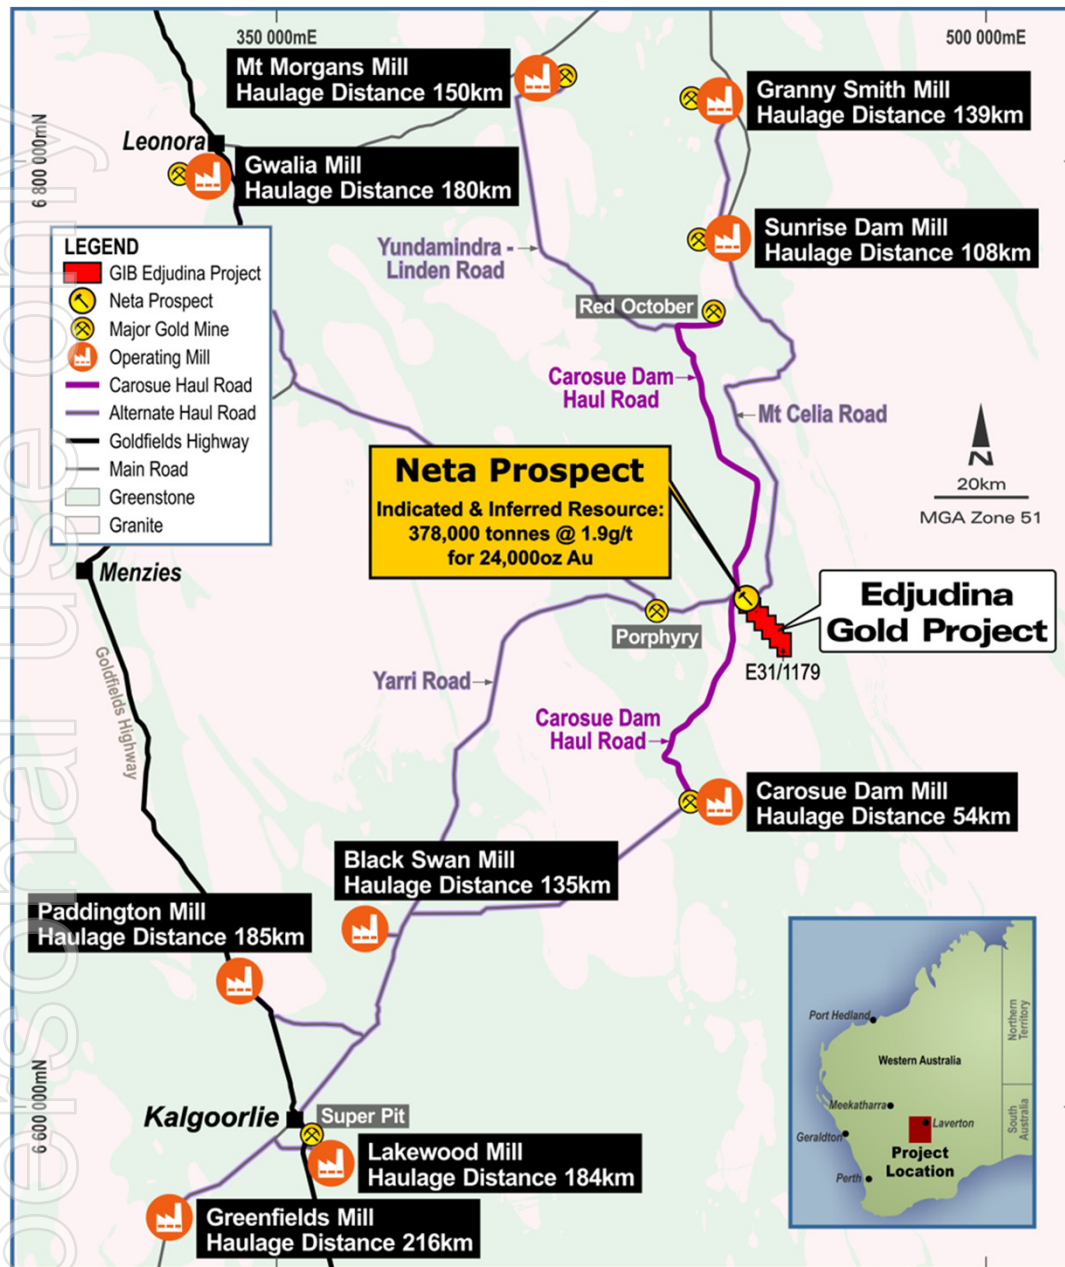 350 000mE
500 000mE
Mt Morgans Mill
Haulage Distance 150km
Granny Smith Mill
Haulage Distance 139km
Leonora
6 800 000mN
Gwalia Mill
Haulage Distance 180km
Sunrise Dam Mill
Haulage Distance 108km
Yundamindra -
Linden Road
LEGEND
GIB Edjudina Project
Neta Prospect
Major Gold Mine
Operating Mill
Carosue Haul Road
Alternate Haul Road
Goldfields Highway
Main Road
Greenstone
Granite
Red October
Carosue Dam
Haul Road
Mt Celia Road
N
20km
MGA Zone 51
Neta Prospect
Indicated & Inferred Resource:
378,000 tonnes @ 1.9g/t
for 24,000oz Au
Menzies
Edjudina
Gold Project
Porphyry
E31/1179
Goldfields Highway
Yarri Road
Carosue Dam
Haul Road
Carosue Dam Mill
Haulage Distance 54km
Black Swan Mill
Haulage Distance 135km
Paddington Mill
Haulage Distance 185km
6 600 000mN
Kalgoorlie
Super Pit
Lakewood Mill
Haulage Distance 184km
Greenfields Mill
Haulage Distance 216km
Port Hedland
Northern
Territory
Western Australia
Meekatharra
Laverton
Geraldton
South
Australia
Project
Location
Perth
personal use only